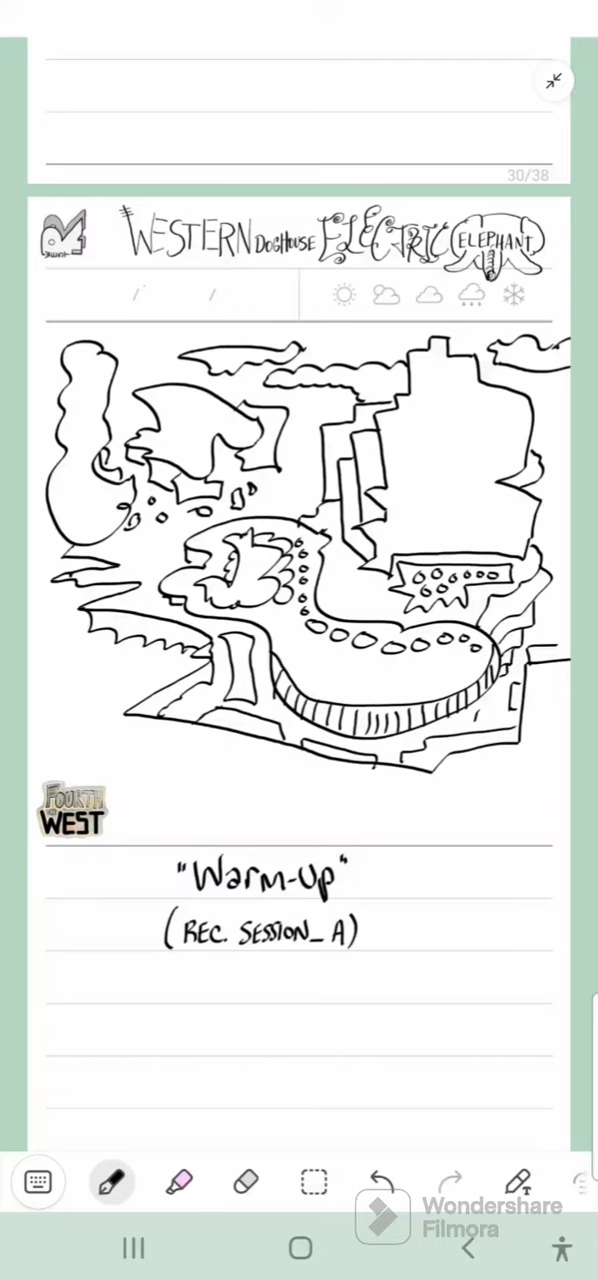 30/38
WESTERN DOGHOUSE ELECTRIC ELEPHANT
FOURTH
WEST
"Warm-Up"
(REC. SESSION_A)
Wondershare
Filmora